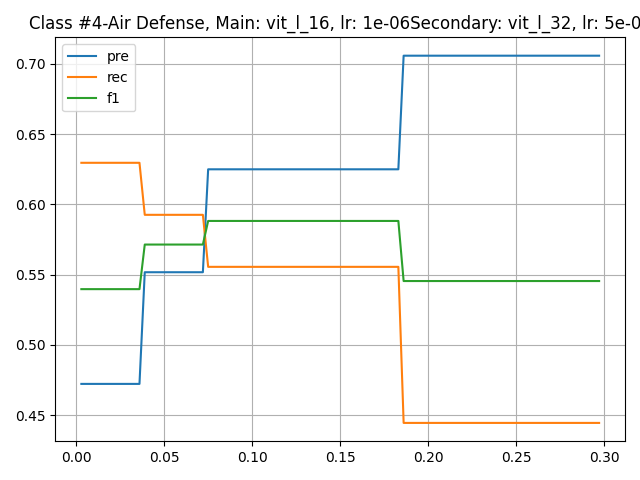 Class #4-Air Defense, Main: vit_l_16, lr: 1e-06Secondary: vit_l_32, lr: 5e-0
pre
rec
f1
0.70
0.65
0.60
0.55
0.50
0.45
0.00 0.05 0.10 0.15 0.20 0.25 0.30